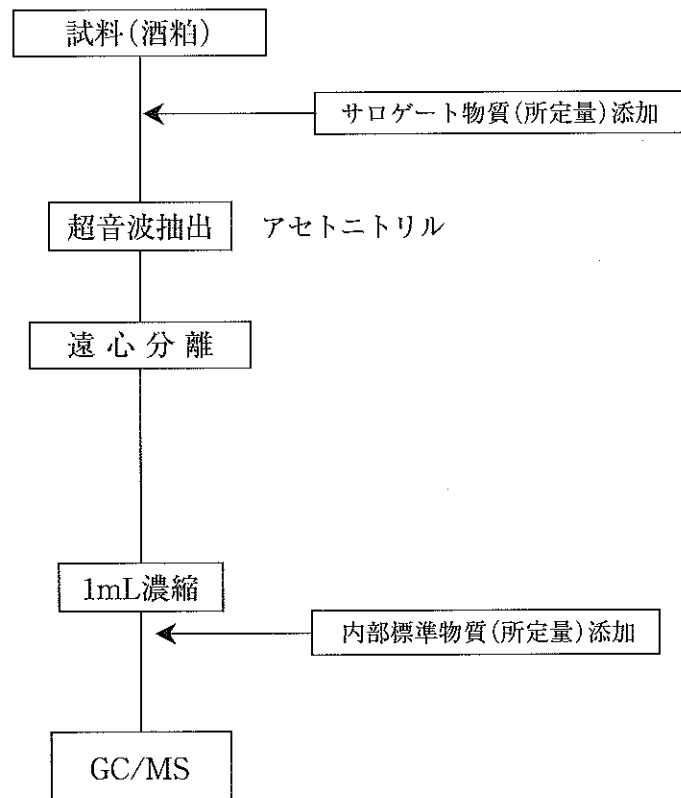 試料(酒粕)
サロゲート物質(所定量)添加
超音波抽出 アセトニトリル
遠心分離
1mL濃縮
内部標準物質(所定量)添加
GC/MS